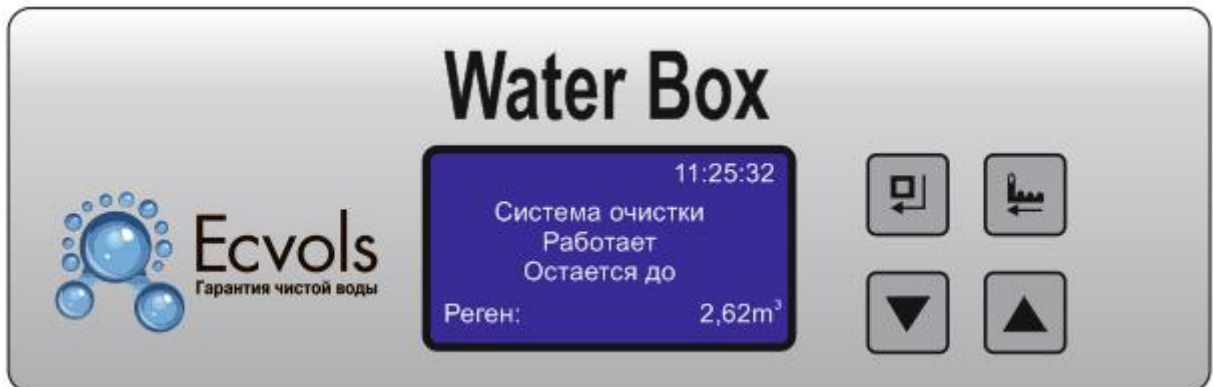 Water Box
Ecvols
Гарантия чистой воды
11:25:32
Система очистки
Работает
Остается до
Реген: 2,62m³